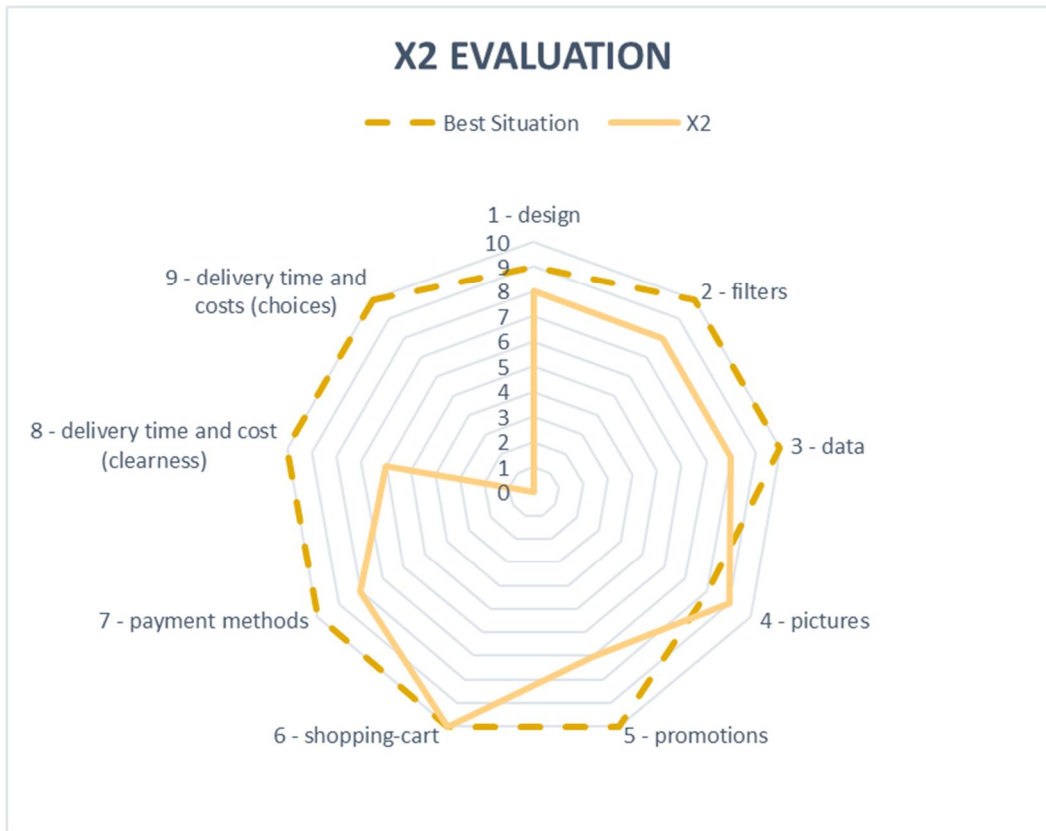 X2 EVALUATION
Best Situation
X2
1 - design
10
9
8
7
6
5
4
3
2
1
0
2 - filters
3 - data
4 - pictures
5 - promotions
6 - shopping-cart
7 - payment methods
8 - delivery time and cost
(clearness)
9 - delivery time and
costs (choices)